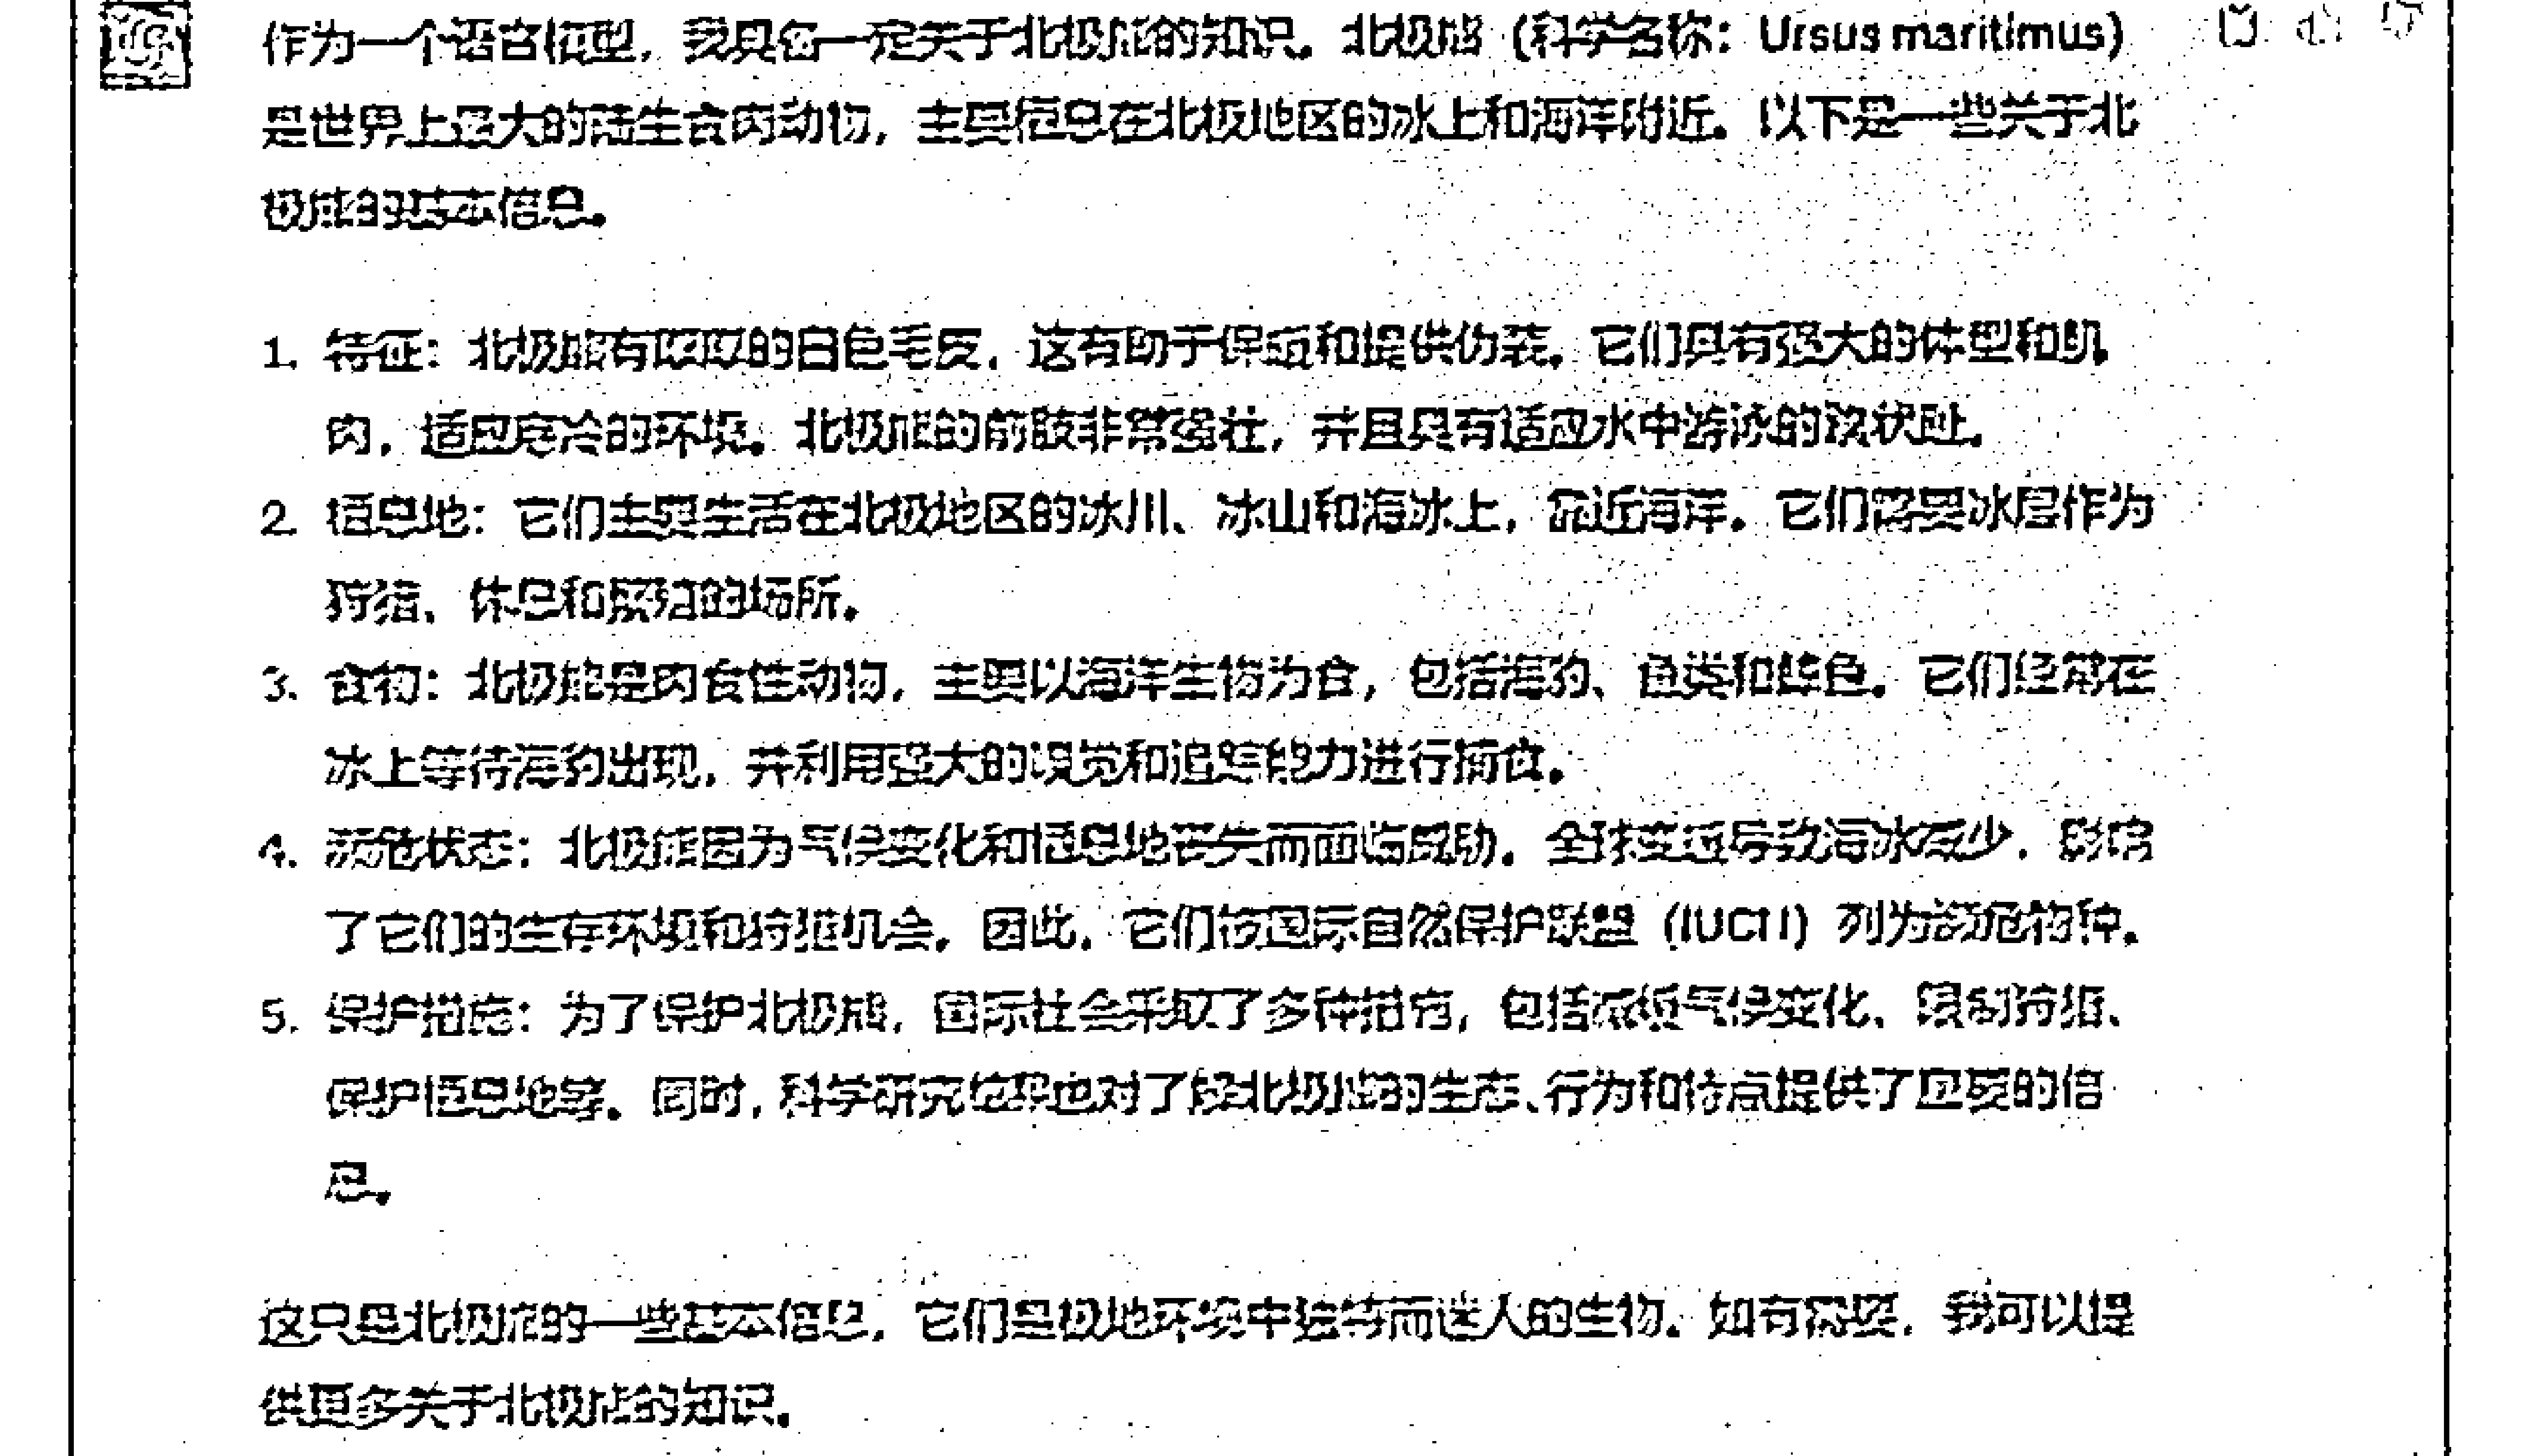 作为一个语言模型，我具备一定关于北极熊的知识。北极熊（科学名称：Ursus maritimus）
是世界上最大的陆生食肉动物，主要栖息在北极地区的冰上和海洋附近。以下是一些关于北
极熊的基本信息。
1. 特征：北极熊有厚厚的白色毛皮，这有助于保暖和提供伪装。它们具有强大的体型和肌
肉，适应寒冷的环境。北极熊的前肢非常强壮，并且具有适应水中游泳的状趾。
2. 栖息地：它们主要生活在北极地区的冰川、冰山和海冰上，靠近海洋。它们需要冰层作为
狩猎、休息和繁殖的场所。
3. 食物：北极熊是肉食性动物，主要以海洋生物为食，包括海豹、鱼类和鲸鱼。它们经常在
冰上等待海豹出现，并利用强大的嗅觉和追踪能力进行捕食。
4. 濒危状态：北极熊因为气候变化和栖息地丧失而面临威胁。全球变暖导致海冰减少，影响
了它们的生存环境和狩猎机会。因此，它们被国际自然保护联盟（IUCN）列为濒危物种。
5. 保护措施：为了保护北极熊，国际社会采取了多种措施，包括减缓气候变化、限制狩猎、
保护栖息地等。同时，科学研究也对了解北极熊的生态、行为和特点提供了重要的信
息。
这只是北极熊的一些基本信息，它们是极地环境中独特而迷人的生物。如有需要，我可以提
供更多关于北极熊的知识。